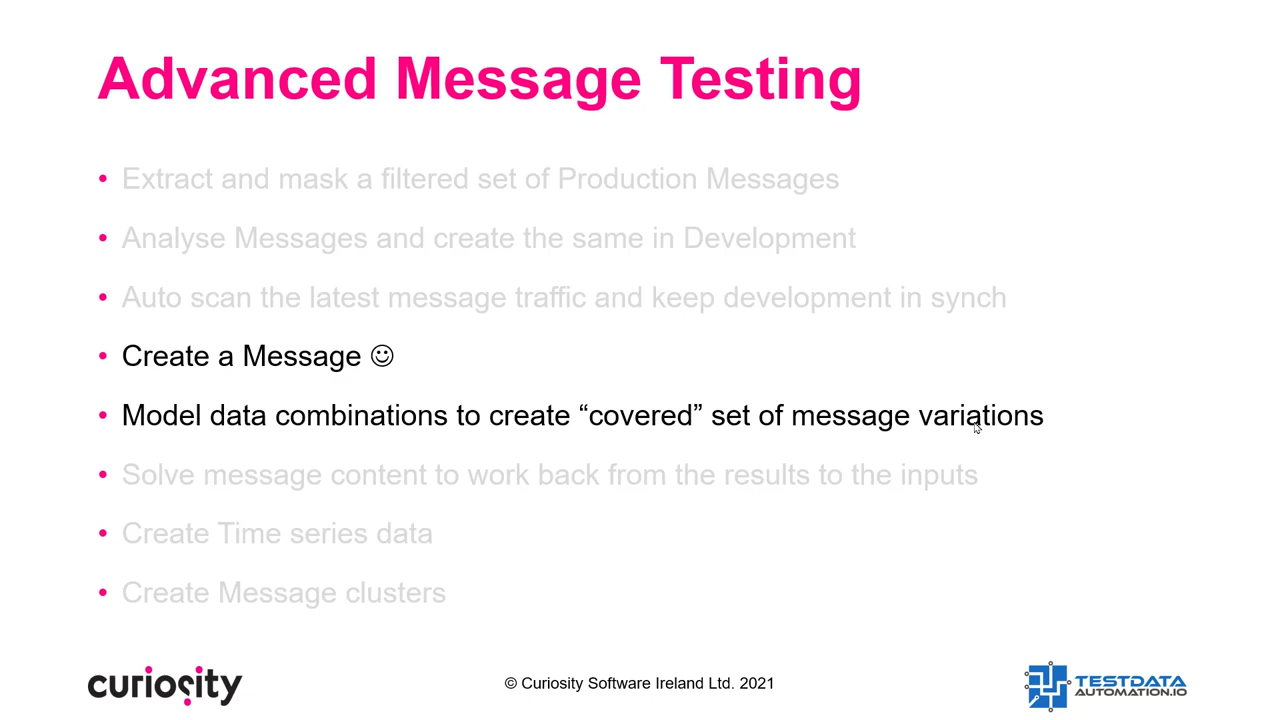 Advanced Message Testing
• Extract and mask a filtered set of Production Messages
• Analyse Messages and create the same in Development
• Auto scan the latest message traffic and keep development in synch
• Create a Message ☺
• Model data combinations to create “covered” set of message variations
• Solve message content to work back from the results to the inputs
• Create Time series data
• Create Message clusters
curiosity
© Curiosity Software Ireland Ltd. 2021
TESTDATA
AUTOMATION.IO